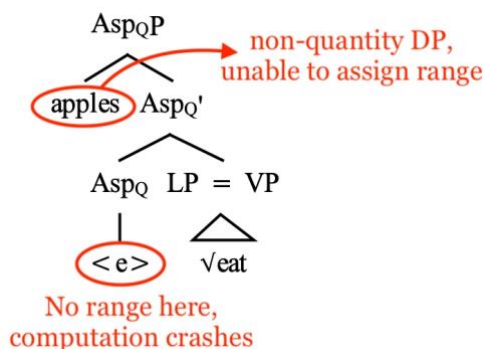 AspQP
non-quantity DP,
unable to assign range
apples AspQ'
AspQ LP = VP
<e> √eat
No range here,
computation crashes